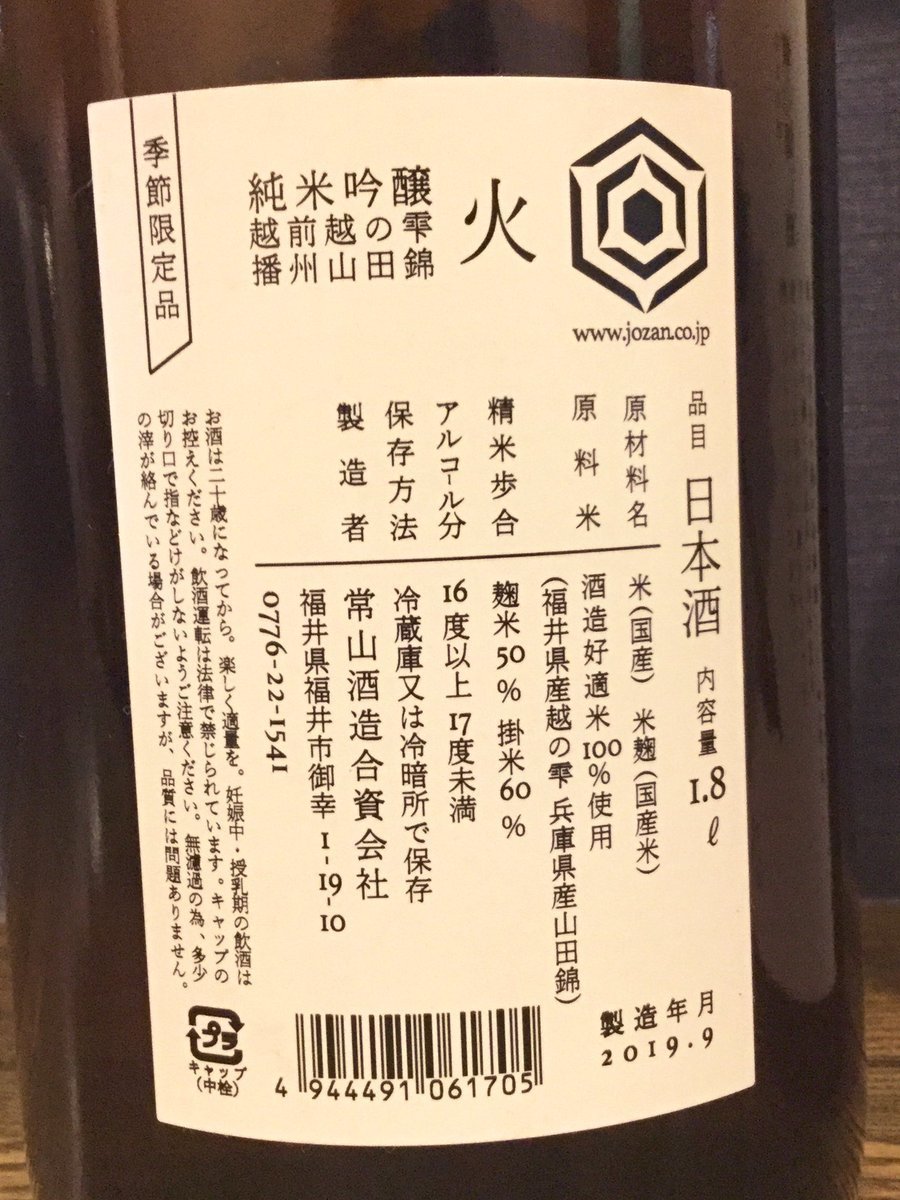 www.jozan.co.jp
火
純米吟醸
越前越の雫
播州山田錦
季節限定品
品目 日本酒 内容量 1.8ℓ
原材料名 米(国産) 米麹(国産米)
原料米 酒造好適米100%使用
(福井県産越の雫 兵庫県産山田錦)
精米歩合 麹米50% 掛米60%
アルコール分 16度以上17度未満
保存方法 冷蔵庫又は冷暗所で保存
製造者 常山酒造合資会社
福井県福井市御幸1-19-10
0776-22-1541
お酒は二十歳になってから。楽しく適量を。妊娠中・授乳期の飲酒は
お控えください。飲酒運転は法律で禁じられています。キャップの
切り口で指などけがしないようご注意ください。無濾過の為、多少
の滓が絡んでいる場合がございますが、品質には問題ありません。
製造年月
2019.9
プラ
キャップ
(中栓)
4 944491 061705